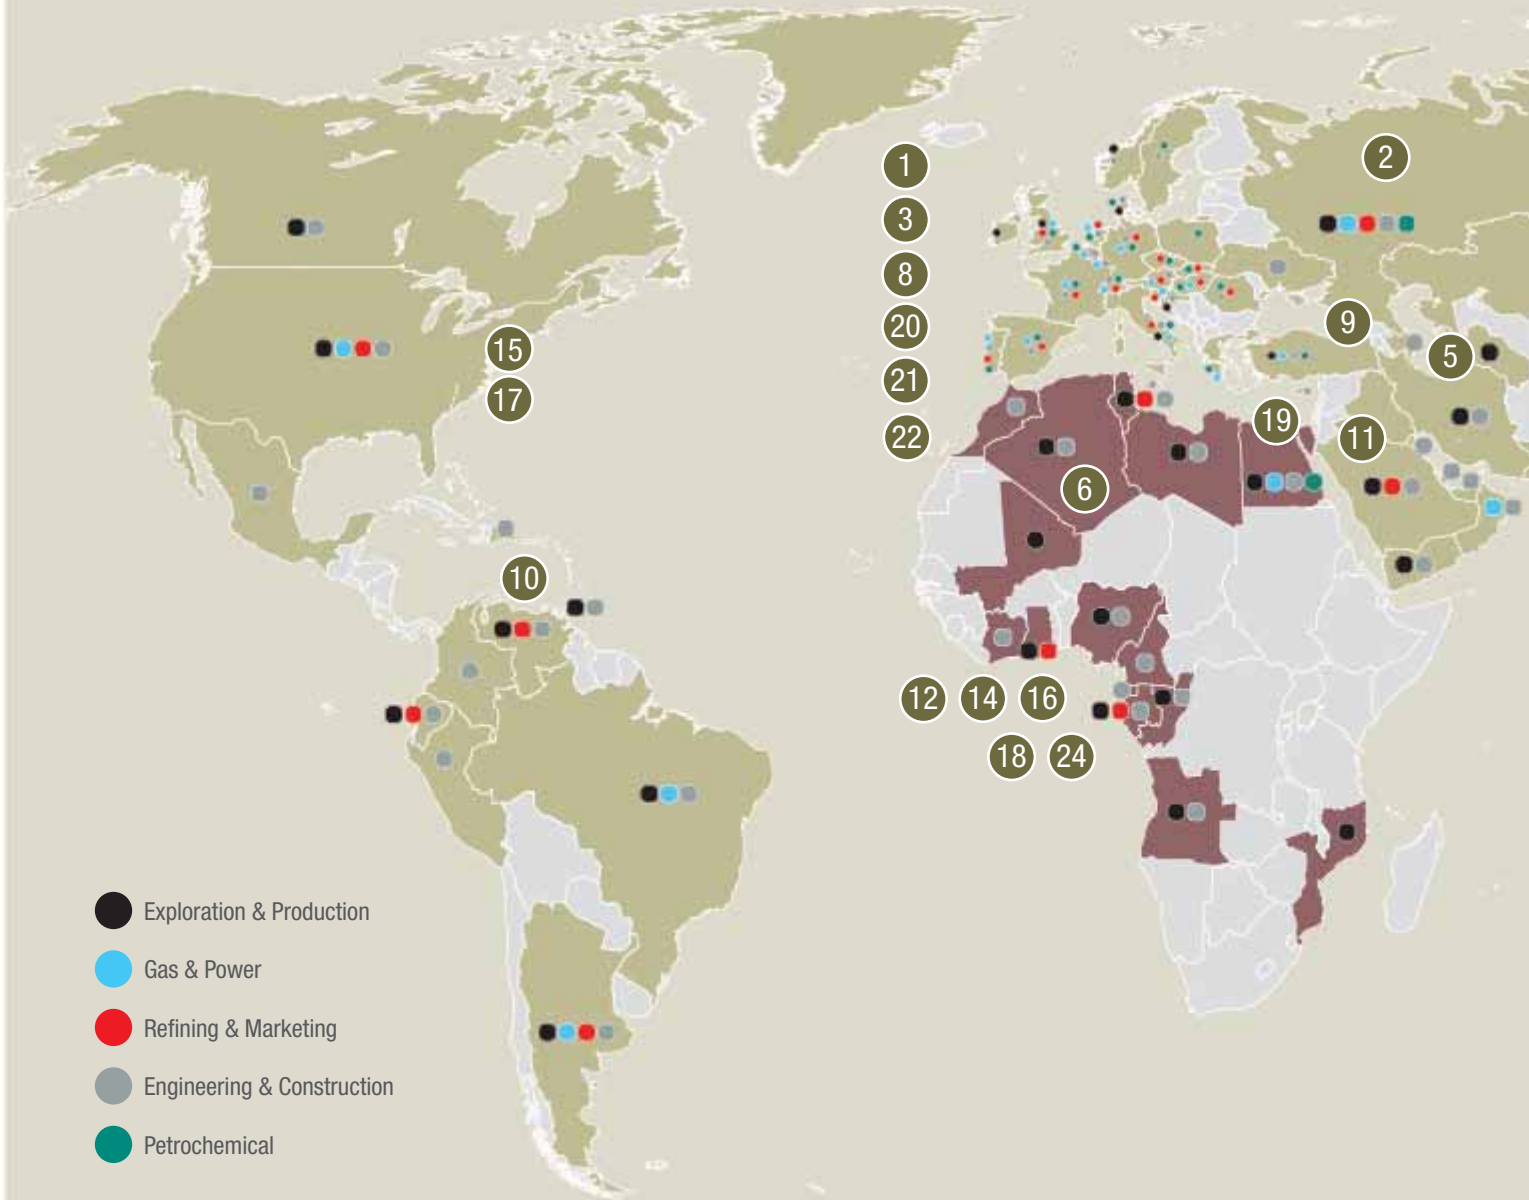 1
2
3
8
20
9
15
5
21
17
19
22
11
6
10
12 14 16
18 24
Exploration & Production
Gas & Power
Refining & Marketing
Engineering & Construction
Petrochemical